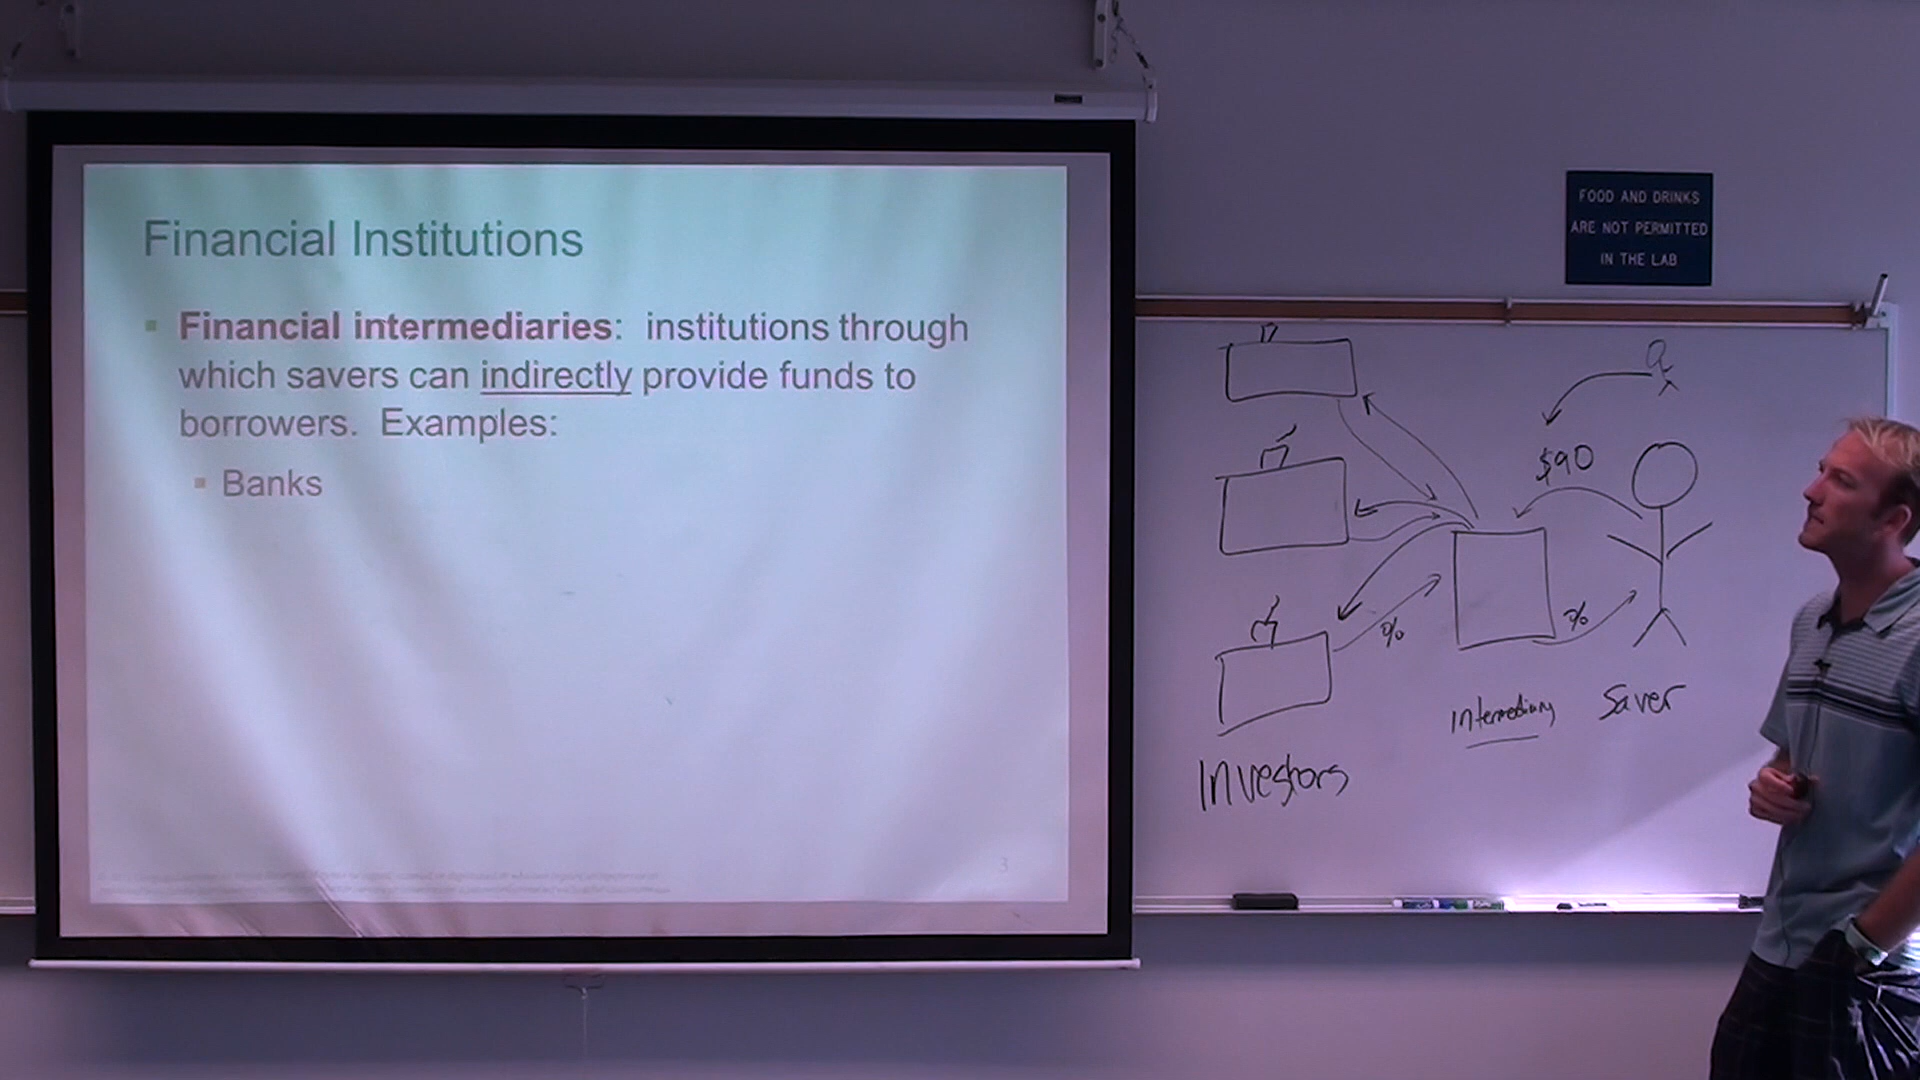 Financial Institutions
Financial intermediaries: institutions through
which savers can indirectly provide funds to
borrowers. Examples:
Banks
3
FOOD AND DRINKS
ARE NOT PERMITTED
IN THE LAB
$90
%
%
Intermediary
Saver
Investors